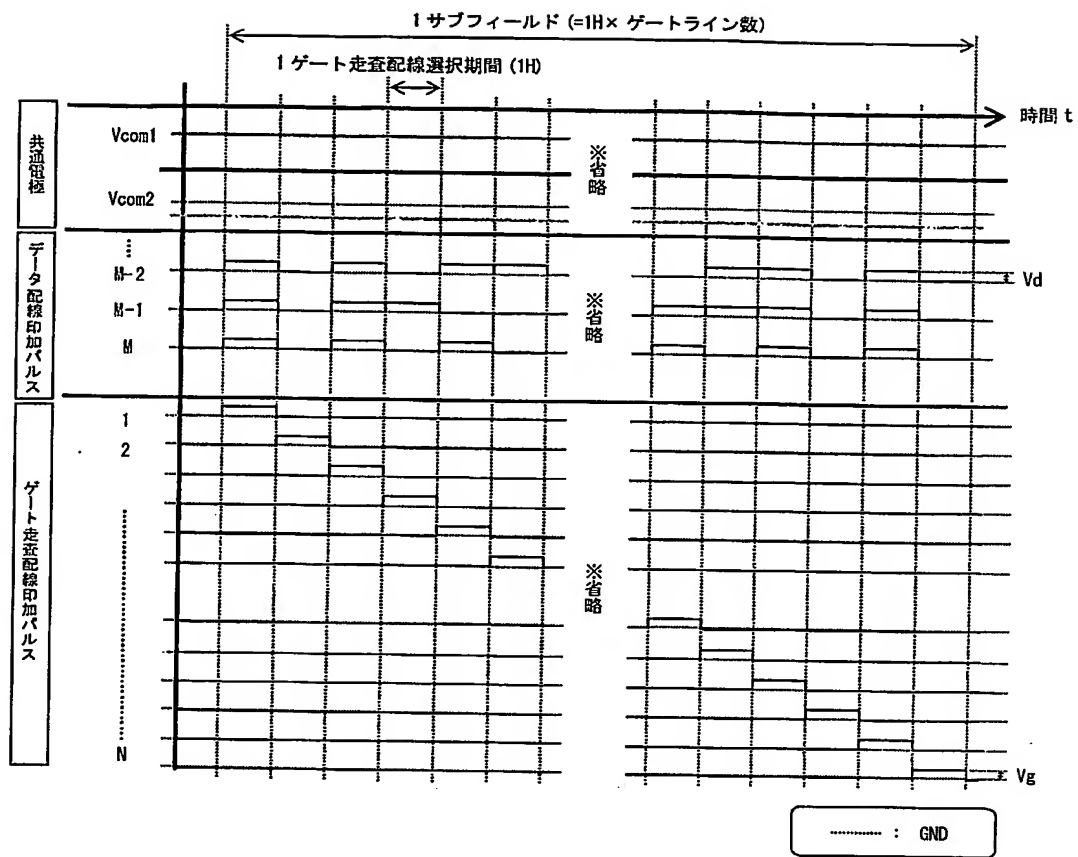 1 サブフィールド (=1H× ゲートライン数)
1 ゲート走査配線選択期間 (1H)
時間 t
共通電極
Vcom1
Vcom2
※省略
データ配線印加パルス
M-2
M-1
M
※省略
Vd
ゲート走査配線印加パルス
1
2
N
※省略
Vg
: GND